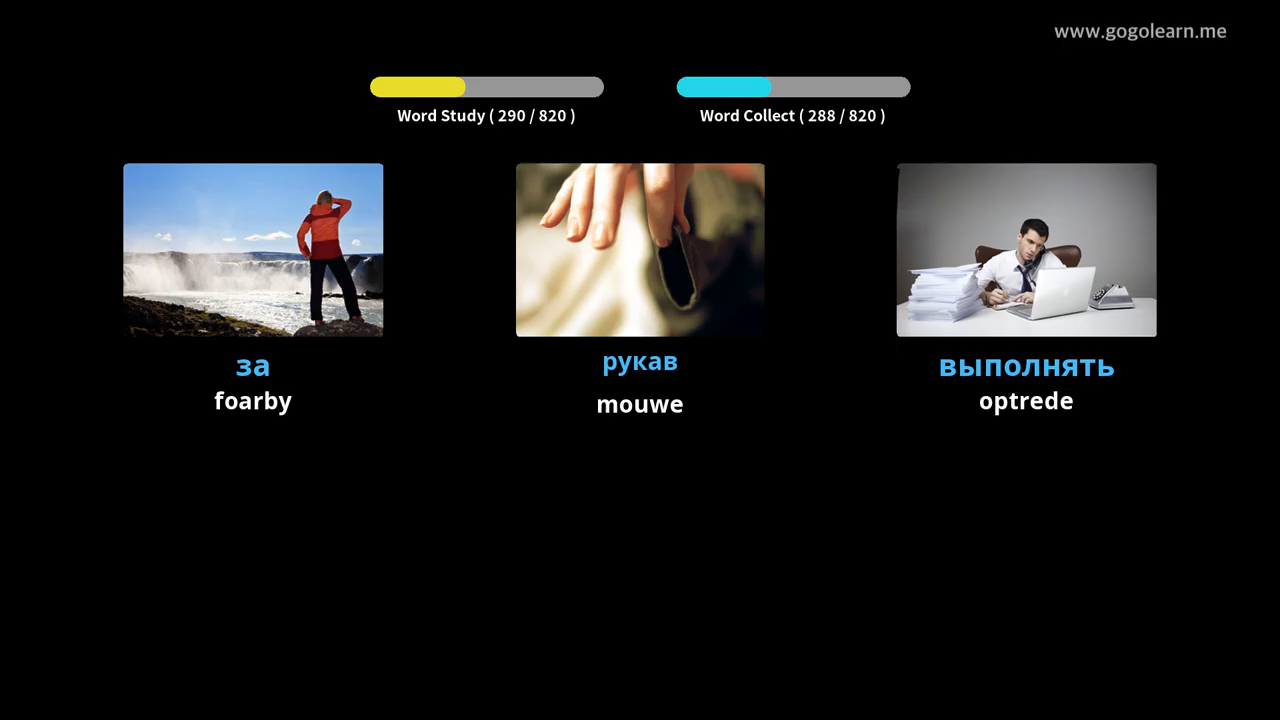 www.gogolearn.me
Word Study ( 290 / 820 )
Word Collect ( 288 / 820 )
за
foarby
рукав
mouwe
выполнять
optrede